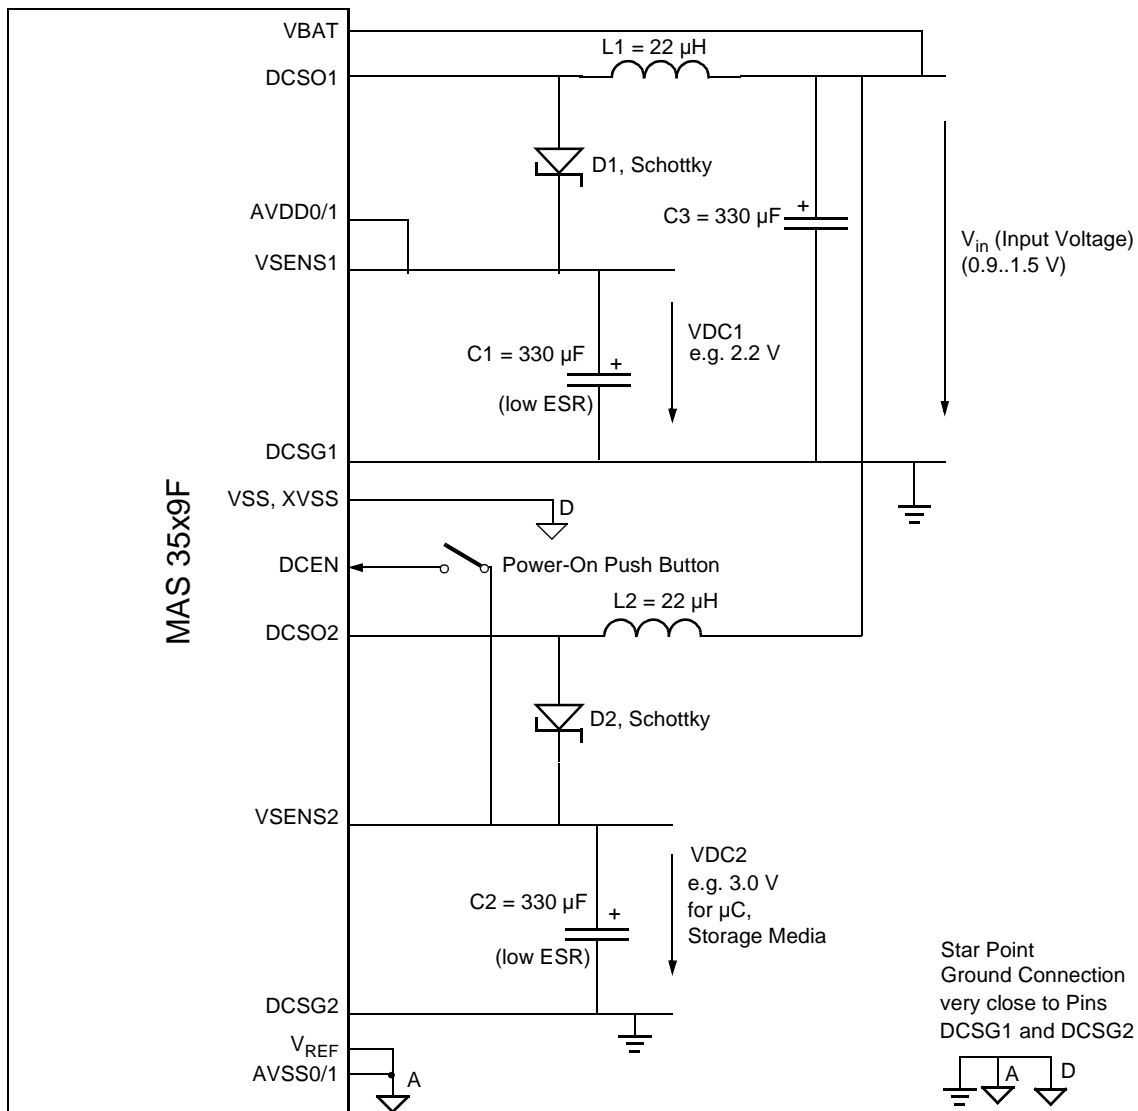 VBAT
L1 = 22 µH
DCSO1
D1, Schottky
AVDD0/1
C3 = 330 µF
+
V_in (Input Voltage)
(0.9..1.5 V)
VSENS1
VDC1
e.g. 2.2 V
C1 = 330 µF
+
(low ESR)
DCSG1
MAS 35x9F
VSS, XVSS
D
DCEN
Power-On Push Button
L2 = 22 µH
DCSO2
D2, Schottky
VSENS2
VDC2
e.g. 3.0 V
for µC,
Storage Media
C2 = 330 µF
+
(low ESR)
Star Point
Ground Connection
very close to Pins
DCSG1 and DCSG2
DCSG2
V_REF
AVSS0/1
A
A
D